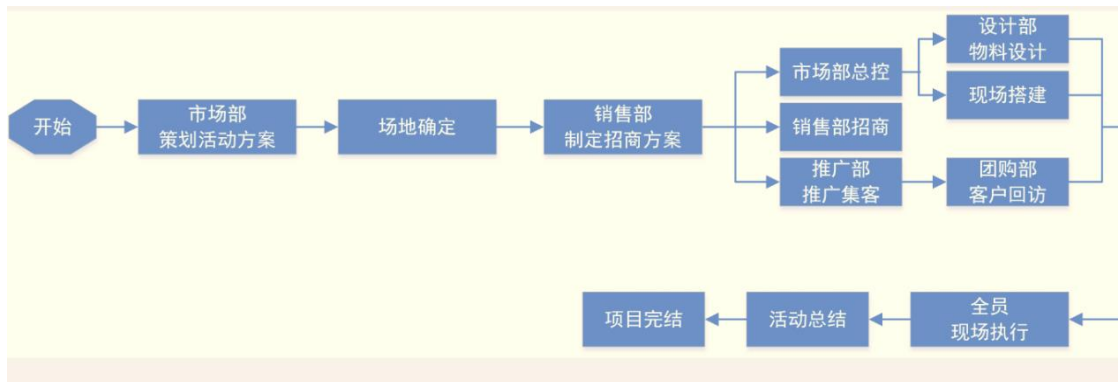 开始
市场部
策划活动方案
场地确定
销售部
制定招商方案
市场部总控
销售部招商
推广部
推广集客
设计部
物料设计
现场搭建
团购部
客户回访
全员
现场执行
活动总结
项目完结